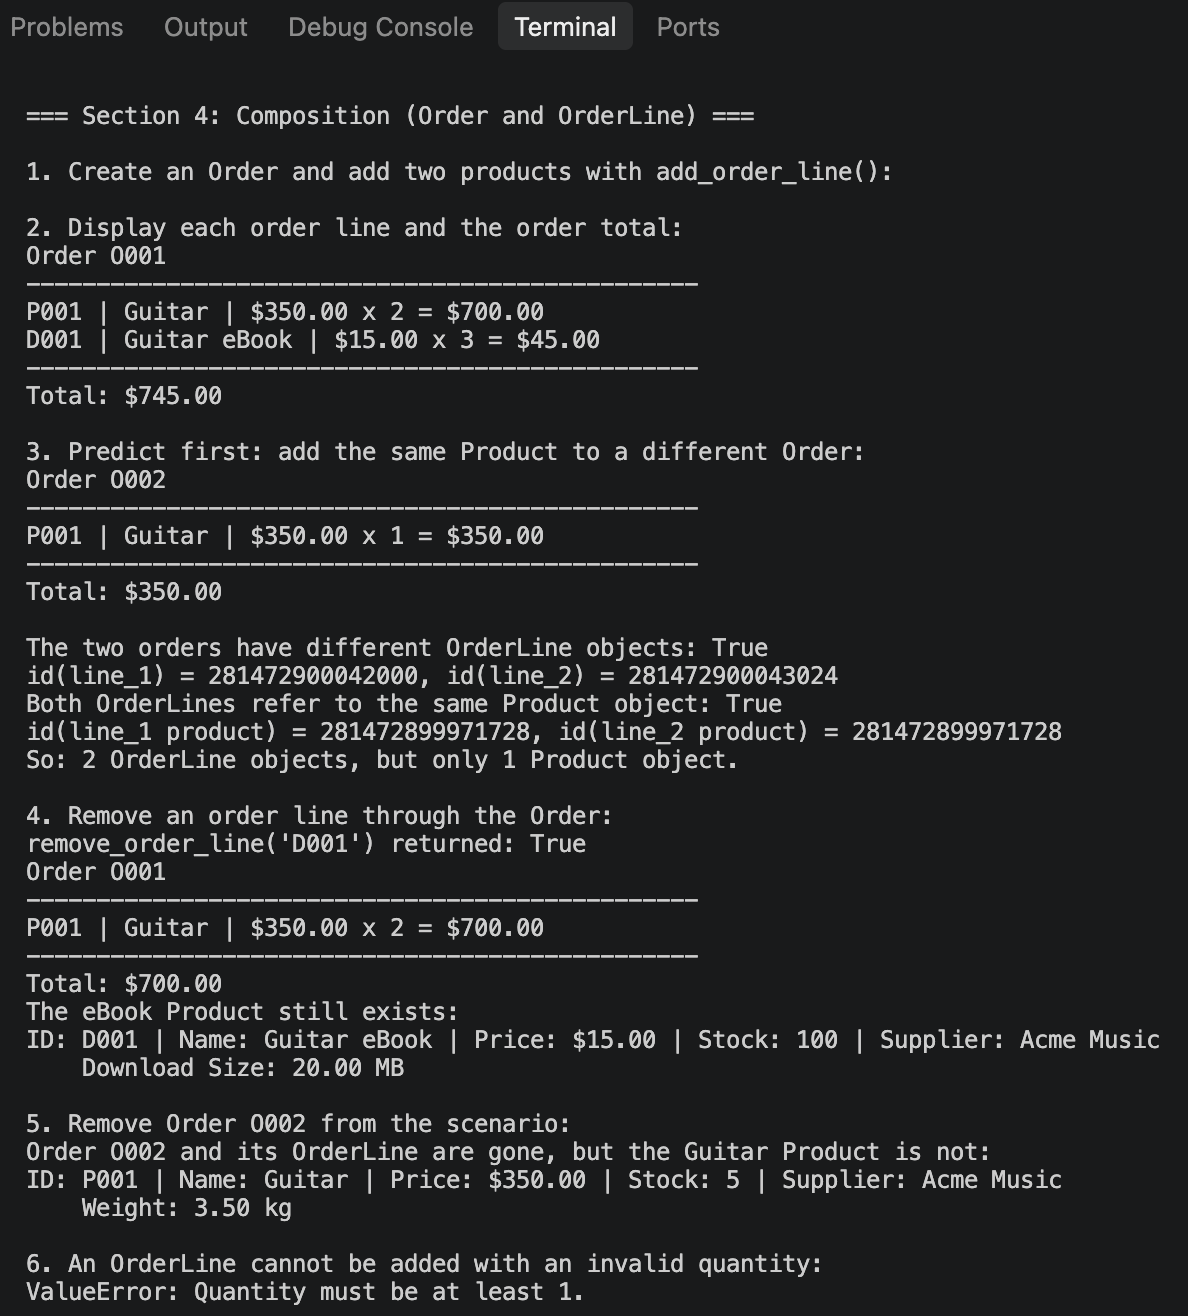 Problems Output Debug Console Terminal Ports
=== Section 4: Composition (Order and OrderLine) ===
1. Create an Order and add two products with add_order_line():
2. Display each order line and the order total:
Order O001
------------------------------------------------
P001 | Guitar | $350.00 x 2 = $700.00
D001 | Guitar eBook | $15.00 x 3 = $45.00
------------------------------------------------
Total: $745.00
3. Predict first: add the same Product to a different Order:
Order O002
------------------------------------------------
P001 | Guitar | $350.00 x 1 = $350.00
------------------------------------------------
Total: $350.00
The two orders have different OrderLine objects: True
id(line_1) = 281472900042000, id(line_2) = 281472900043024
Both OrderLines refer to the same Product object: True
id(line_1 product) = 281472899971728, id(line_2 product) = 281472899971728
So: 2 OrderLine objects, but only 1 Product object.
4. Remove an order line through the Order:
remove_order_line('D001') returned: True
Order O001
------------------------------------------------
P001 | Guitar | $350.00 x 2 = $700.00
------------------------------------------------
Total: $700.00
The eBook Product still exists:
ID: D001 | Name: Guitar eBook | Price: $15.00 | Stock: 100 | Supplier: Acme Music
    Download Size: 20.00 MB
5. Remove Order O002 from the scenario:
Order O002 and its OrderLine are gone, but the Guitar Product is not:
ID: P001 | Name: Guitar | Price: $350.00 | Stock: 5 | Supplier: Acme Music
    Weight: 3.50 kg
6. An OrderLine cannot be added with an invalid quantity:
ValueError: Quantity must be at least 1.